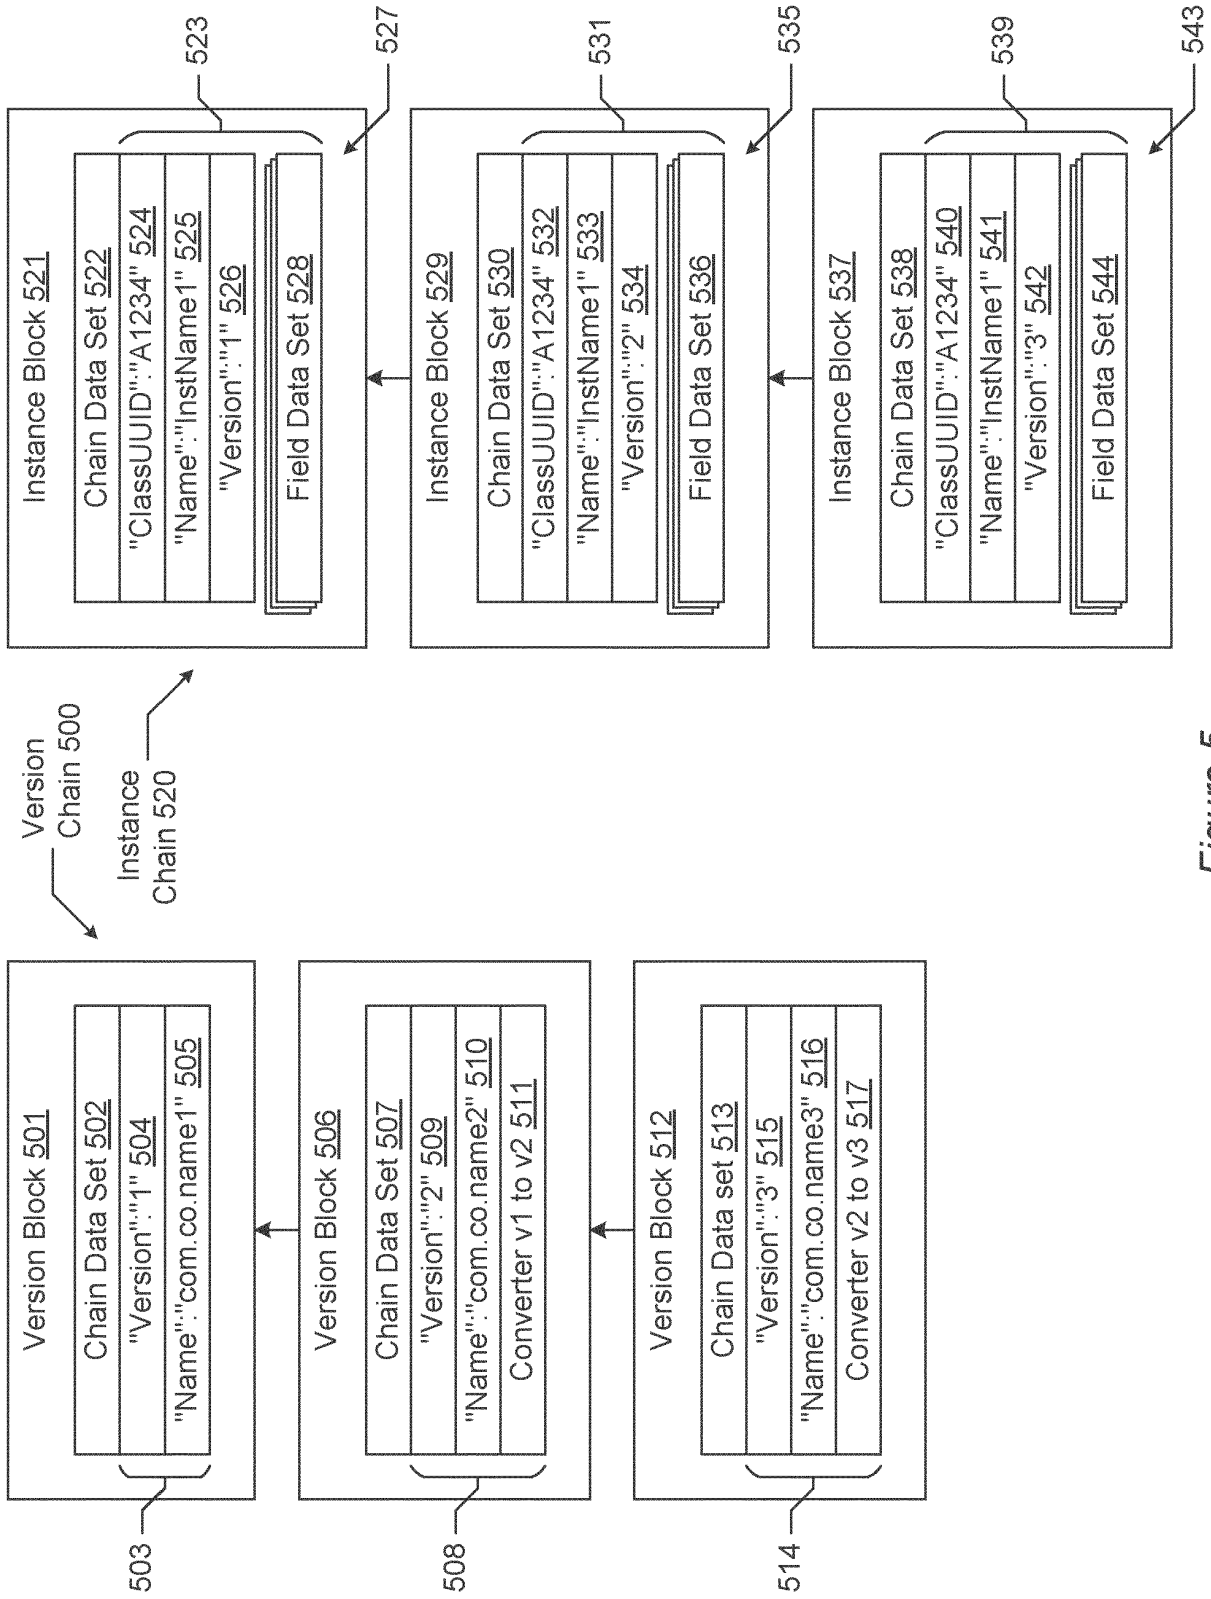 Version
Chain 500
Version Block 501
Chain Data Set 502
"Version":"1" 504
"Name":"com.co.name1" 505
503
Version Block 506
Chain Data Set 507
"Version":"2" 509
"Name":"com.co.name2" 510
Converter v1 to v2 511
508
Version Block 512
Chain Data set 513
"Version":"3" 515
"Name":"com.co.name3" 516
Converter v2 to v3 517
514
Instance
Chain 520
Instance Block 521
Chain Data Set 522
"ClassUUID":"A1234" 524
"Name":"InstName1" 525
"Version":"1" 526
Field Data Set 528
523
527
Instance Block 529
Chain Data Set 530
"ClassUUID":"A1234" 532
"Name":"InstName1" 533
"Version":"2" 534
Field Data Set 536
531
535
Instance Block 537
Chain Data Set 538
"ClassUUID":"A1234" 540
"Name":"InstName1" 541
"Version":"3" 542
Field Data Set 544
539
543
Figure 5